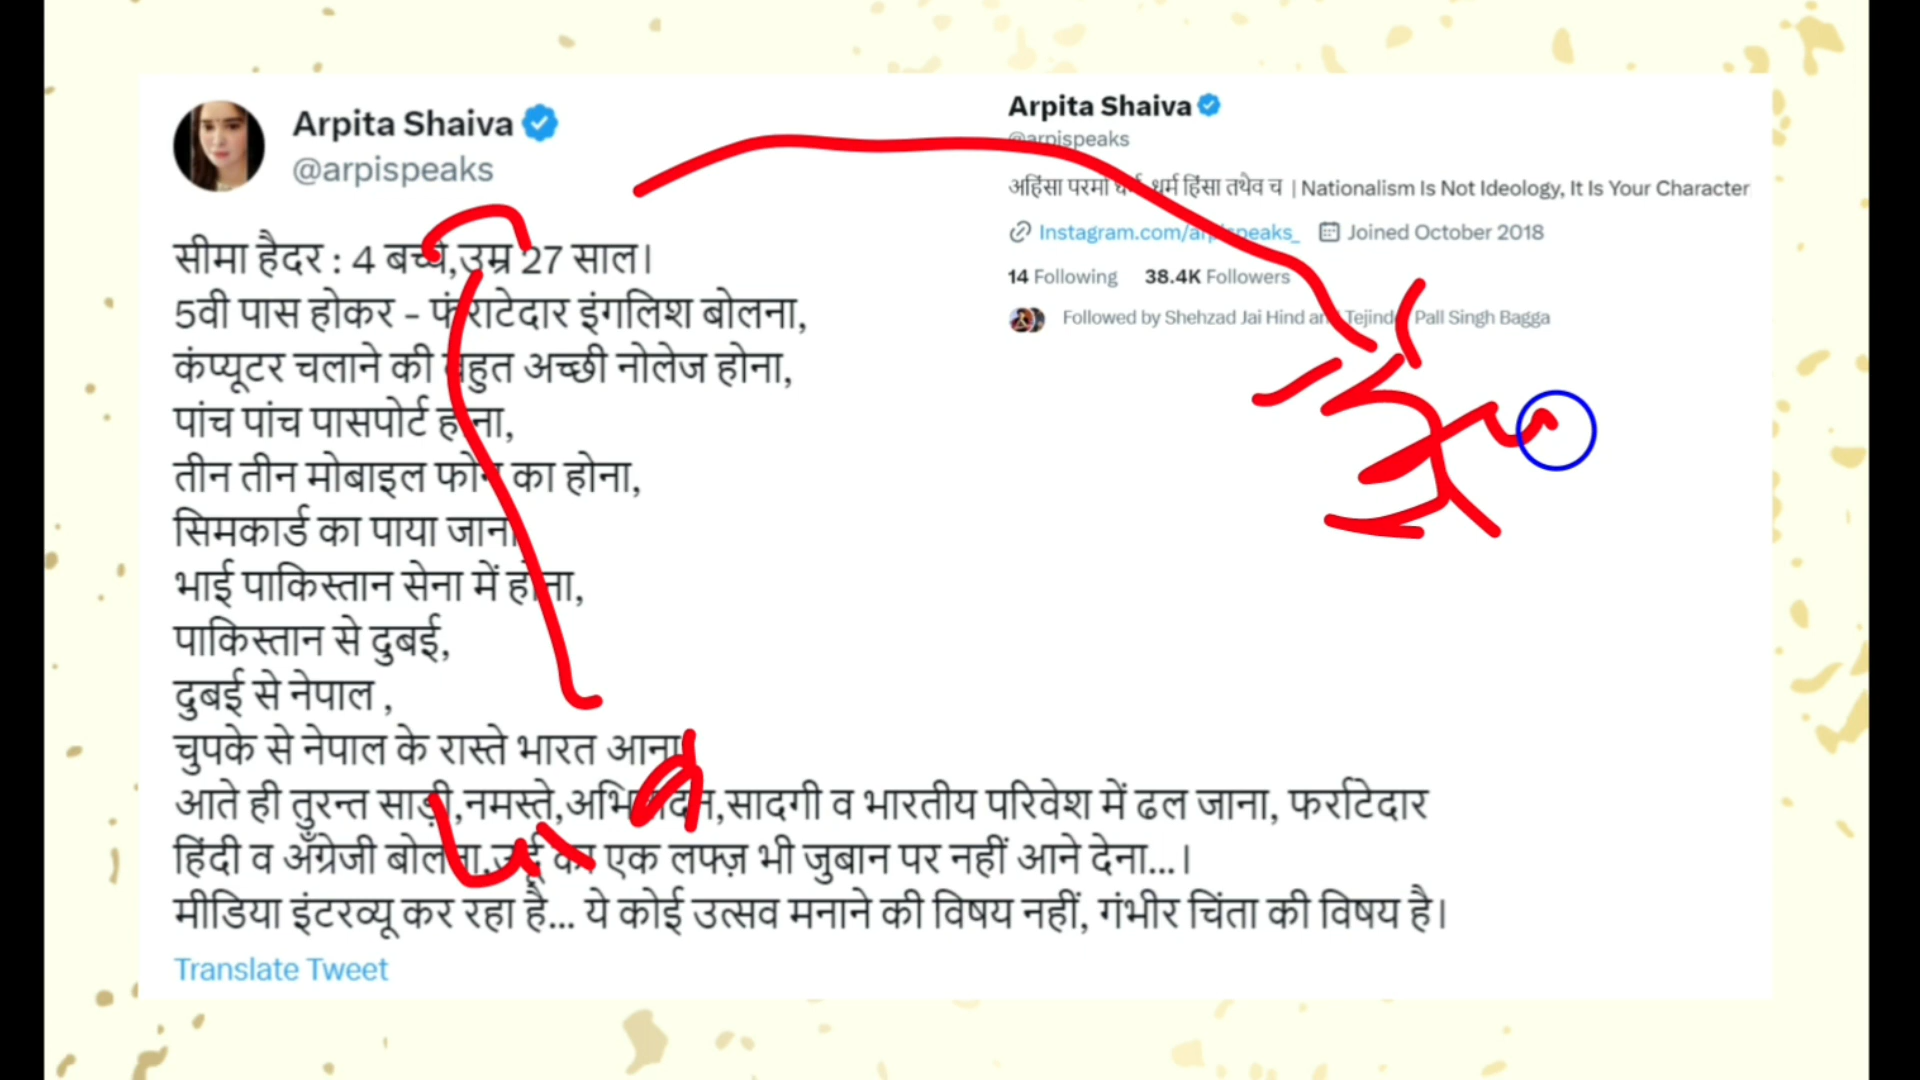 Arpita Shaiva
@arpispeaks
सीमा हैदर : 4 बच्चे,उम्र 27 साल।
5वी पास होकर - फर्राटेदार इंगलिश बोलना,
कंप्यूटर चलाने की बहुत अच्छी नोलेज होना,
पांच पांच पासपोर्ट होना,
तीन तीन मोबाइल फोन का होना,
सिमकार्ड का पाया जाना
भाई पाकिस्तान सेना में होना,
पाकिस्तान से दुबई,
दुबई से नेपाल ,
चुपके से नेपाल के रास्ते भारत आना
आते ही तुरन्त साड़ी,नमस्ते,अभिवादन,सादगी व भारतीय परिवेश में ढल जाना, फर्राटेदार
हिंदी व अँग्रेजी बोलना,उर्दू का एक लफ्ज़ भी जुबान पर नहीं आने देना...।
मीडिया इंटरव्यू कर रहा है... ये कोई उत्सव मनाने की विषय नहीं, गंभीर चिंता की विषय है।
Translate Tweet
Arpita Shaiva
@arpispeaks
अहिंसा परमो धर्मः धर्म हिंसा तथैव च | Nationalism Is Not Ideology, It Is Your Character
Instagram.com/arpispeaks_ Joined October 2018
14 Following 38.4K Followers
Followed by Shehzad Jai Hind and Tejinder Pall Singh Bagga